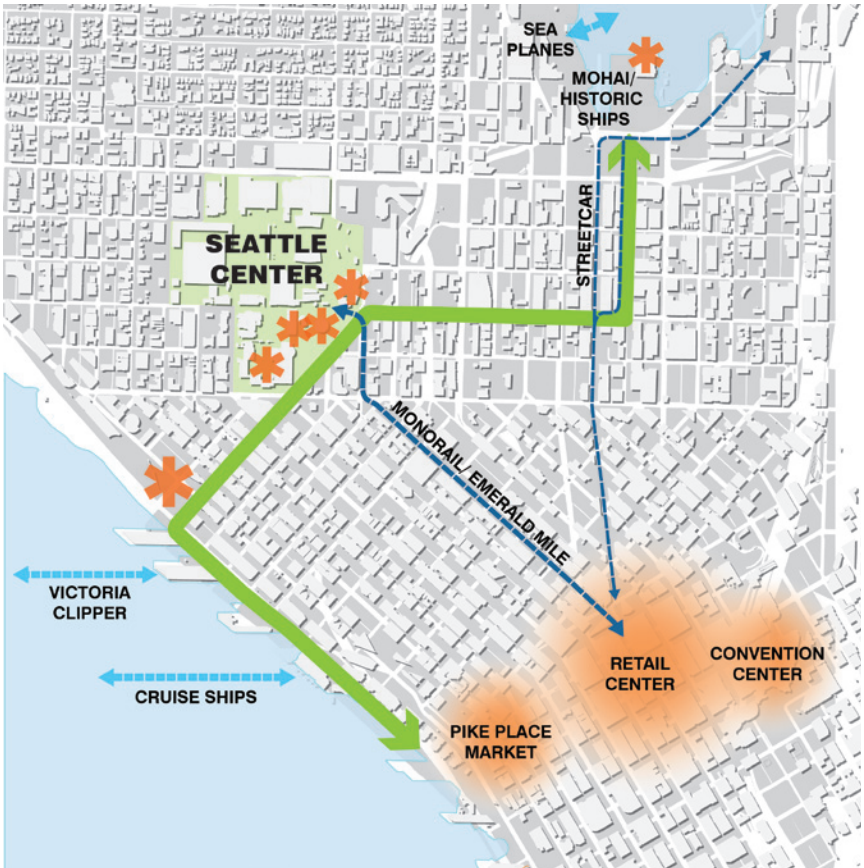 SEA
PLANES
MOHAI/
HISTORIC
SHIPS
STREETCAR
SEATTLE
CENTER
MONORAIL/ EMERALD MILE
VICTORIA
CLIPPER
CRUISE SHIPS
RETAIL
CENTER
CONVENTION
CENTER
PIKE PLACE
MARKET